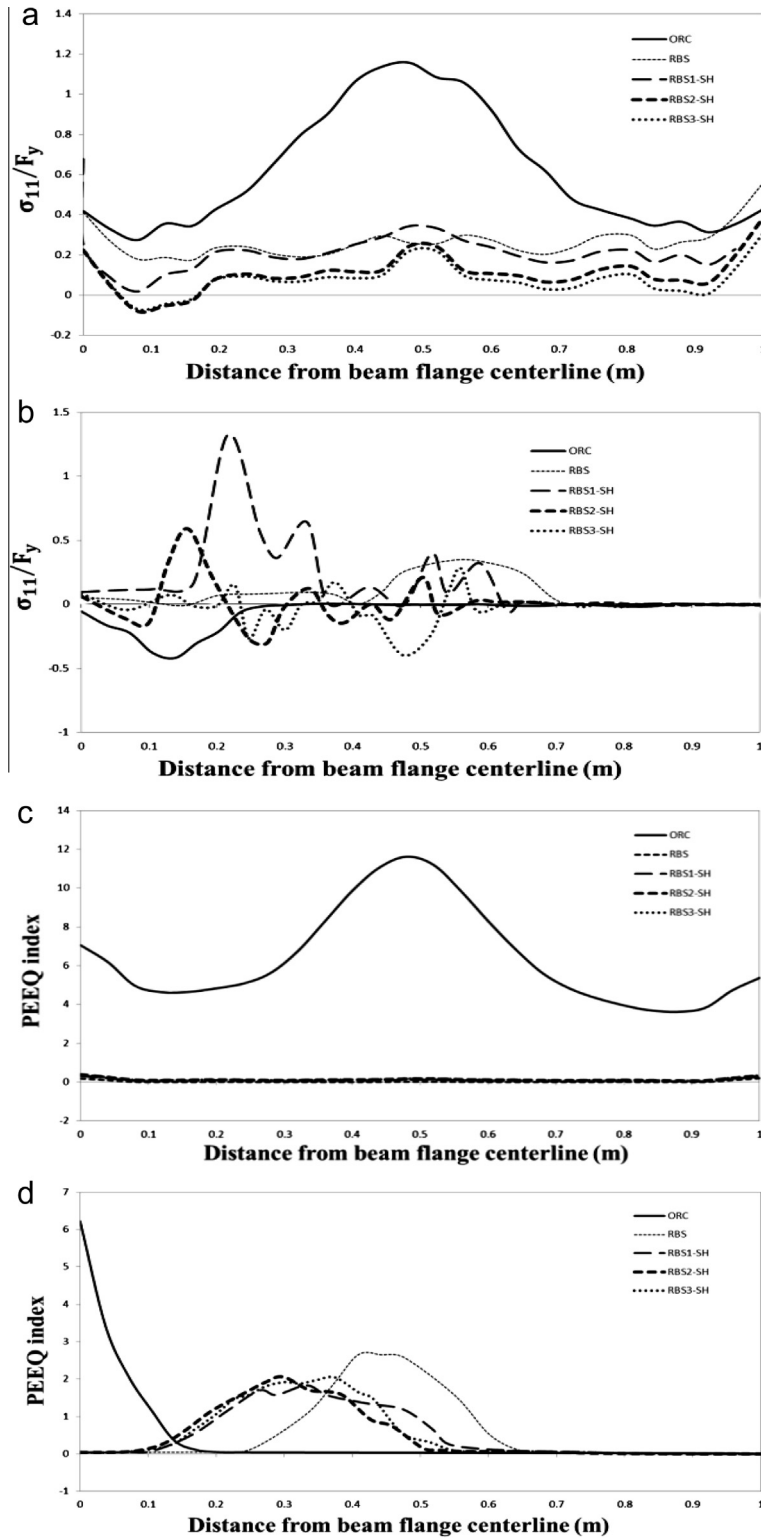 a
1.4
1.2
1
0.8
0.6
0.4
0.2
0
-0.2
σ₁₁/F_y
ORC
RBS
RBS1-SH
RBS2-SH
RBS3-SH
0 0.1 0.2 0.3 0.4 0.5 0.6 0.7 0.8 0.9 1
Distance from beam flange centerline (m)
b
1.5
1
0.5
0
-0.5
-1
σ₁₁/F_y
ORC
RBS
RBS1-SH
RBS2-SH
RBS3-SH
0 0.1 0.2 0.3 0.4 0.5 0.6 0.7 0.8 0.9 1
Distance from beam flange centerline (m)
c
14
12
10
8
6
4
2
0
-2
PEEQ index
ORC
RBS
RBS1-SH
RBS2-SH
RBS3-SH
0 0.1 0.2 0.3 0.4 0.5 0.6 0.7 0.8 0.9 1
Distance from beam flange centerline (m)
d
7
6
5
4
3
2
1
0
-1
PEEQ index
ORC
RBS
RBS1-SH
RBS2-SH
RBS3-SH
0 0.1 0.2 0.3 0.4 0.5 0.6 0.7 0.8 0.9 1
Distance from beam flange centerline (m)